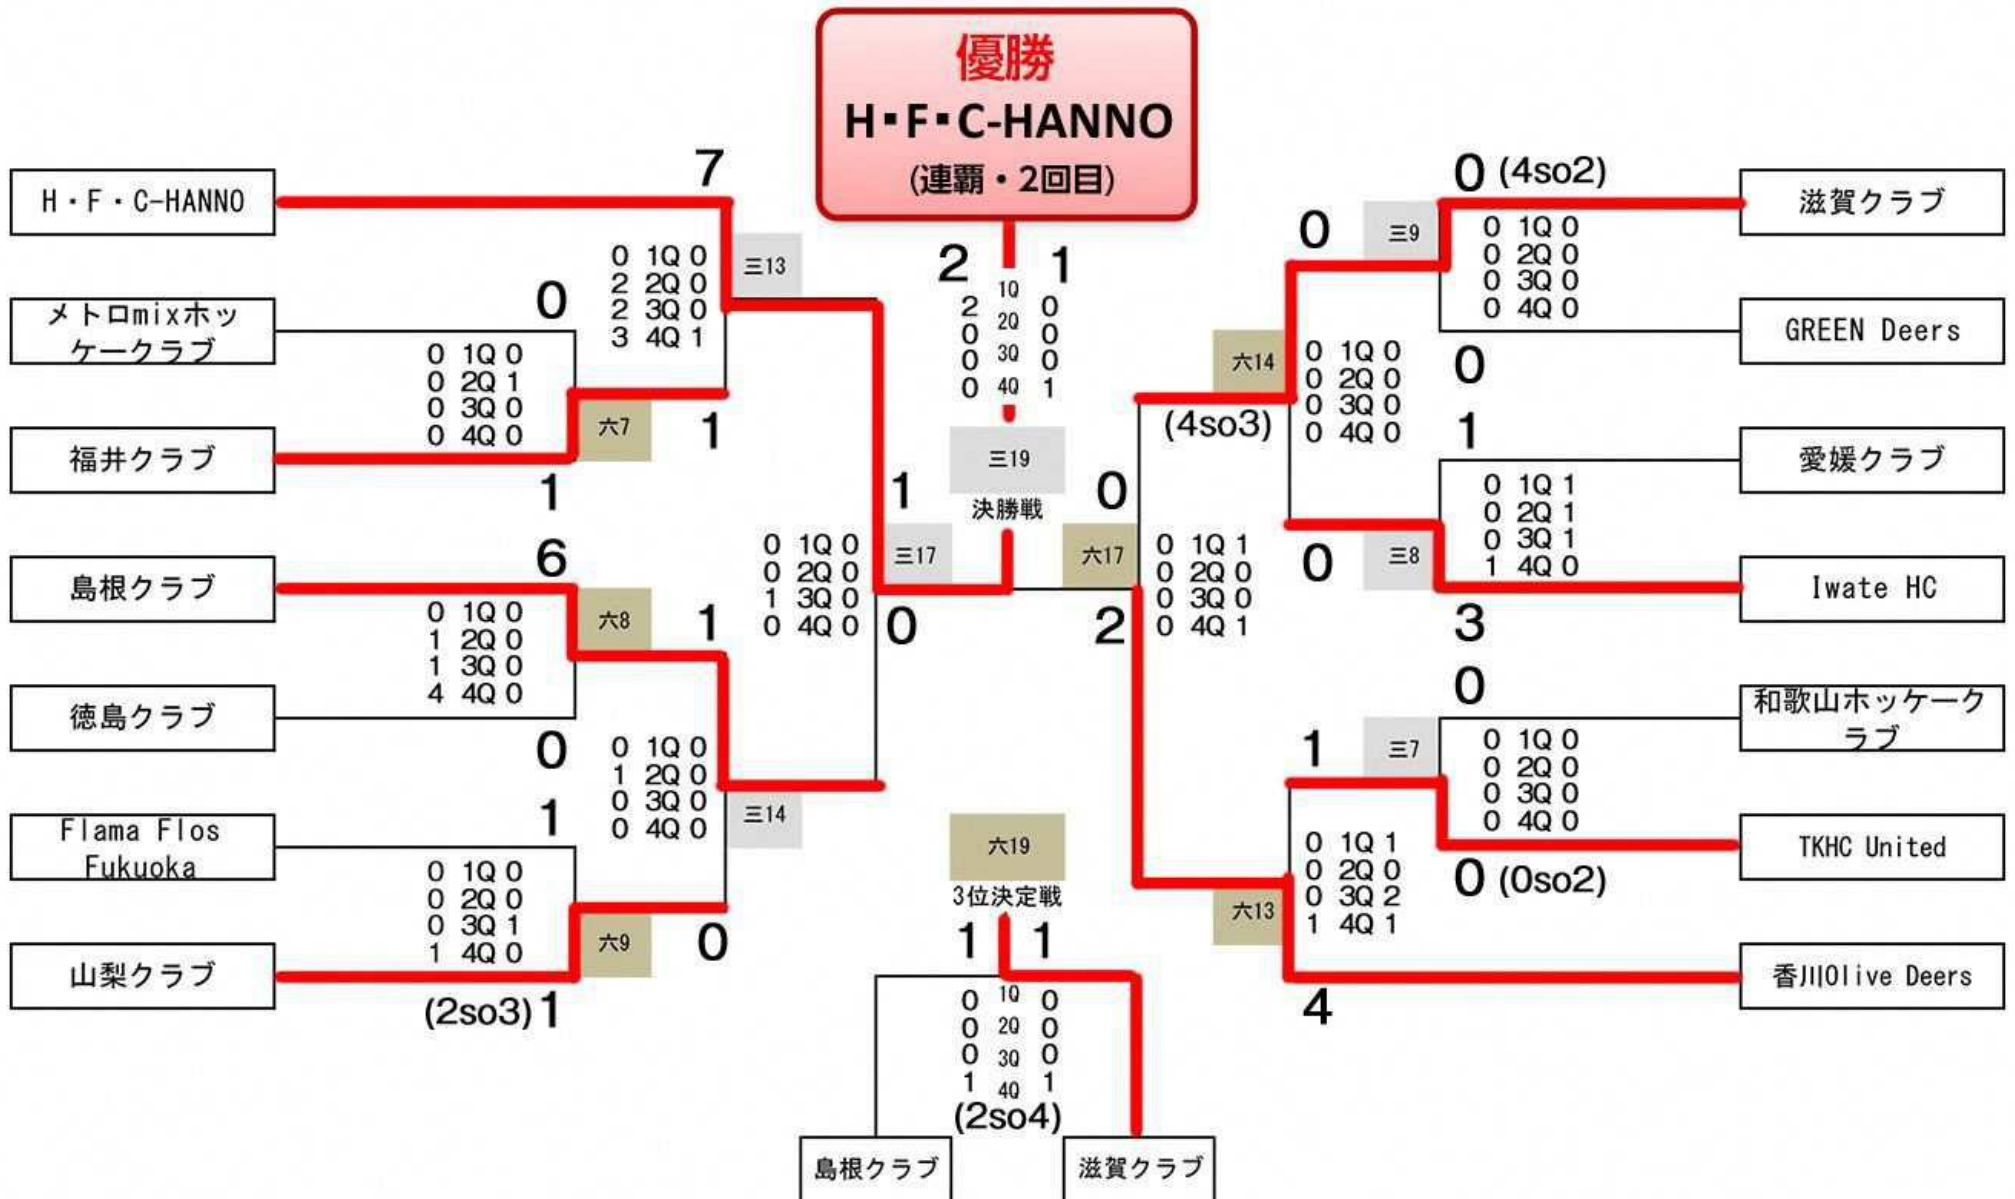 優勝
H・F・C-HANNO
(連覇・2回目)
H・F・C-HANNO
メトロmixホッ
ケークラブ
福井クラブ
島根クラブ
徳島クラブ
Flama Flos
Fukuoka
山梨クラブ
0
0 1Q 0
0 2Q 1
0 3Q 0
0 4Q 0
六7
1
6
0 1Q 0
1 2Q 0
1 3Q 0
4 4Q 0
六8
0
1
0 1Q 0
0 2Q 0
0 3Q 1
1 4Q 0
六9
(2so3) 1
7
0 1Q 0
2 2Q 0
2 3Q 0
3 4Q 1
三13
1
1
0 1Q 0
1 2Q 0
0 3Q 0
0 4Q 0
三14
0
1
0 1Q 0
0 2Q 0
1 3Q 0
0 4Q 0
三17
0
2 1
2 1Q 0
0 2Q 0
0 3Q 0
0 4Q 1
三19
決勝戦
0
六17
0 1Q 1
0 2Q 0
0 3Q 0
0 4Q 1
2
0
六14
0 1Q 0
0 2Q 0
0 3Q 0
0 4Q 0
(4so3)
0
1
0 1Q 1
0 2Q 0
0 3Q 2
1 4Q 1
六13
4
0 (4so2)
三9
0 1Q 0
0 2Q 0
0 3Q 0
0 4Q 0
0
1
0 1Q 1
0 2Q 1
0 3Q 1
1 4Q 0
三8
3
0
三7
0 1Q 0
0 2Q 0
0 3Q 0
0 4Q 0
0 (0so2)
滋賀クラブ
GREEN Deers
愛媛クラブ
Iwate HC
和歌山ホッケーク
ラブ
TKHC United
香川Olive Deers
六19
3位決定戦
1 1
0 1Q 0
0 2Q 0
0 3Q 0
1 4Q 1
(2so4)
島根クラブ
滋賀クラブ